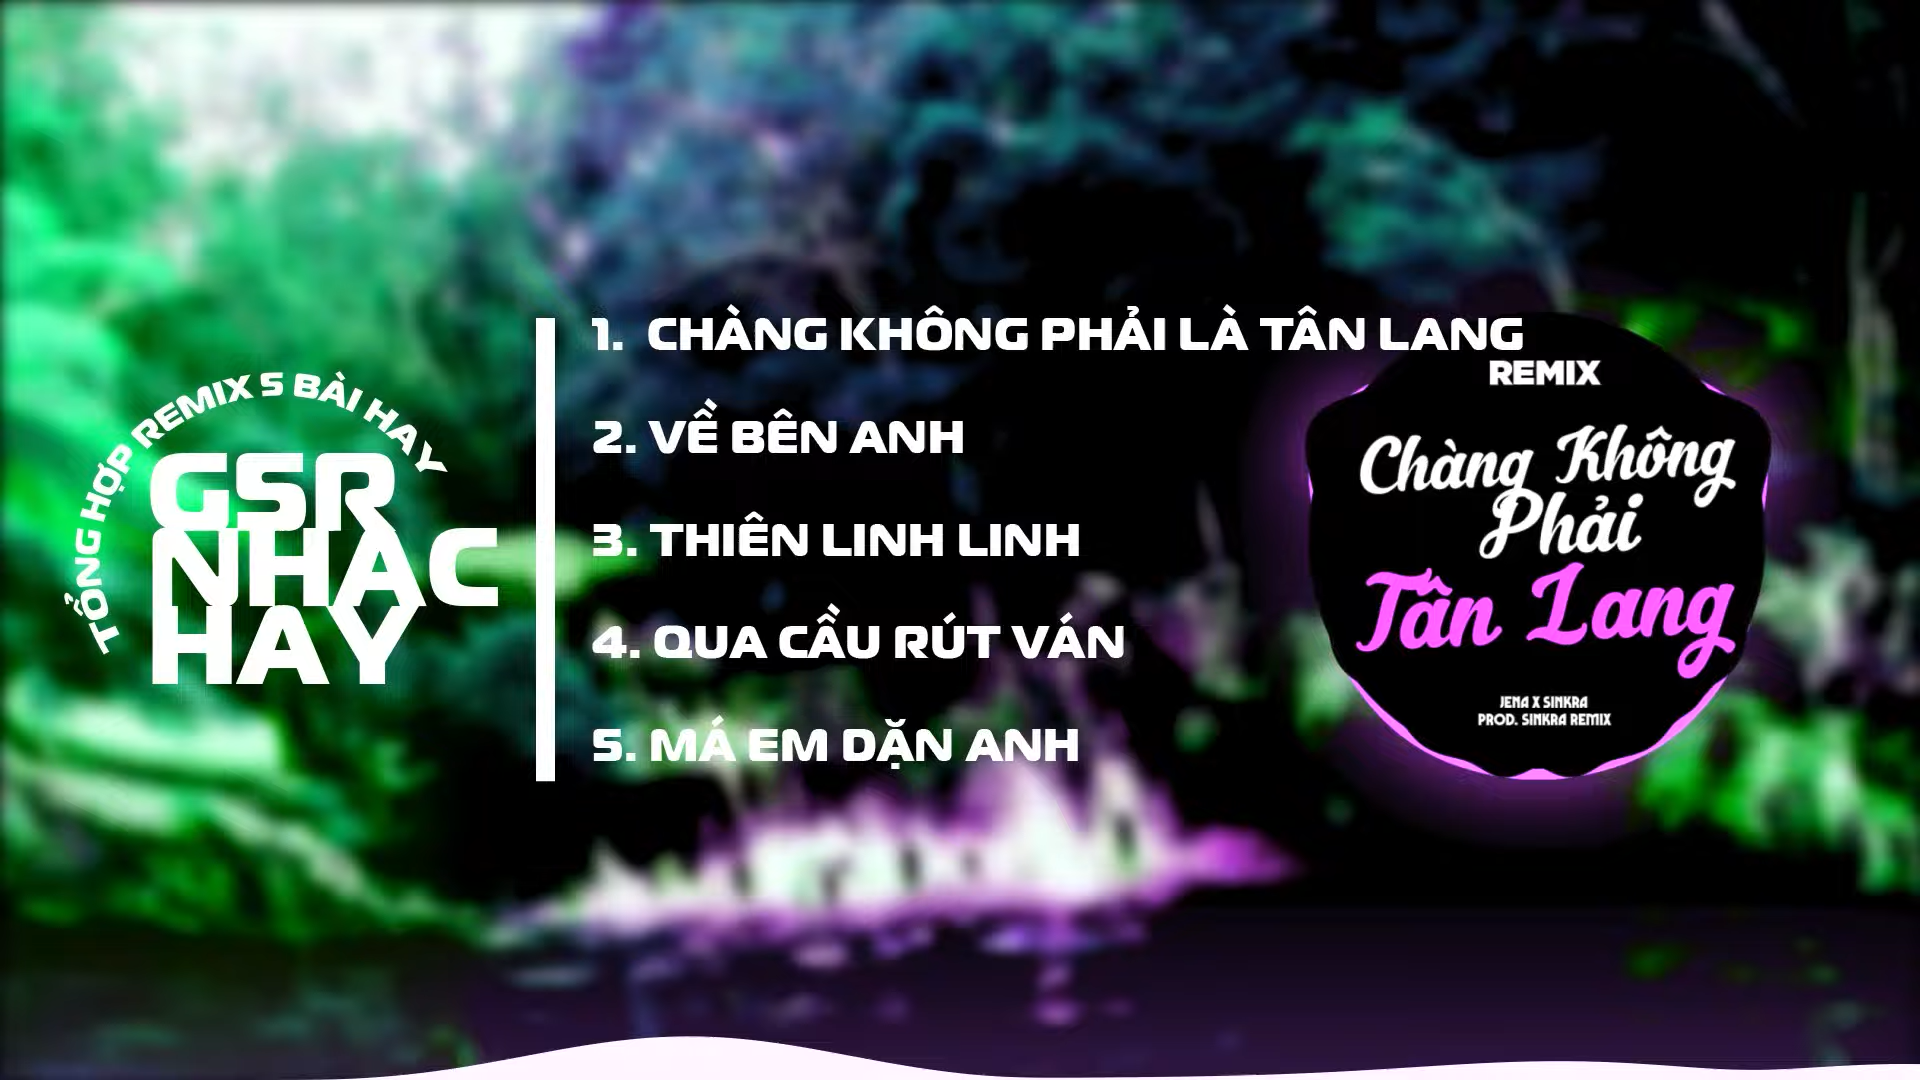 TỔNG HỢP REMIX 5 BÀI HAY
GSR
NHAC
HAY
1. CHÀNG KHÔNG PHẢI LÀ TÂN LANG
2. VỀ BÊN ANH
3. THIÊN LINH LINH
4. QUA CẦU RÚT VÁN
5. MÁ EM DẶN ANH
REMIX
Chàng Không
Phải
Tân Lang
JENA X SINKRA
PROD. SINKRA REMIX